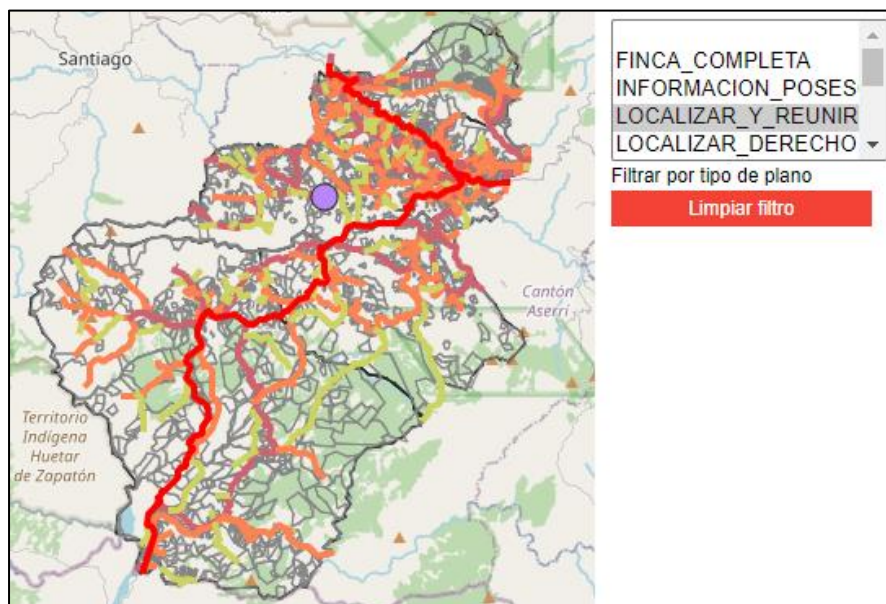 Santiago
Cantón
Aserrí
Territorio
Indígena
Huetar
de Zapatón
FINCA_COMPLETA
INFORMACION_POSES
LOCALIZAR_Y_REUNIR
LOCALIZAR_DERECHO
Filtrar por tipo de plano
Limpiar filtro